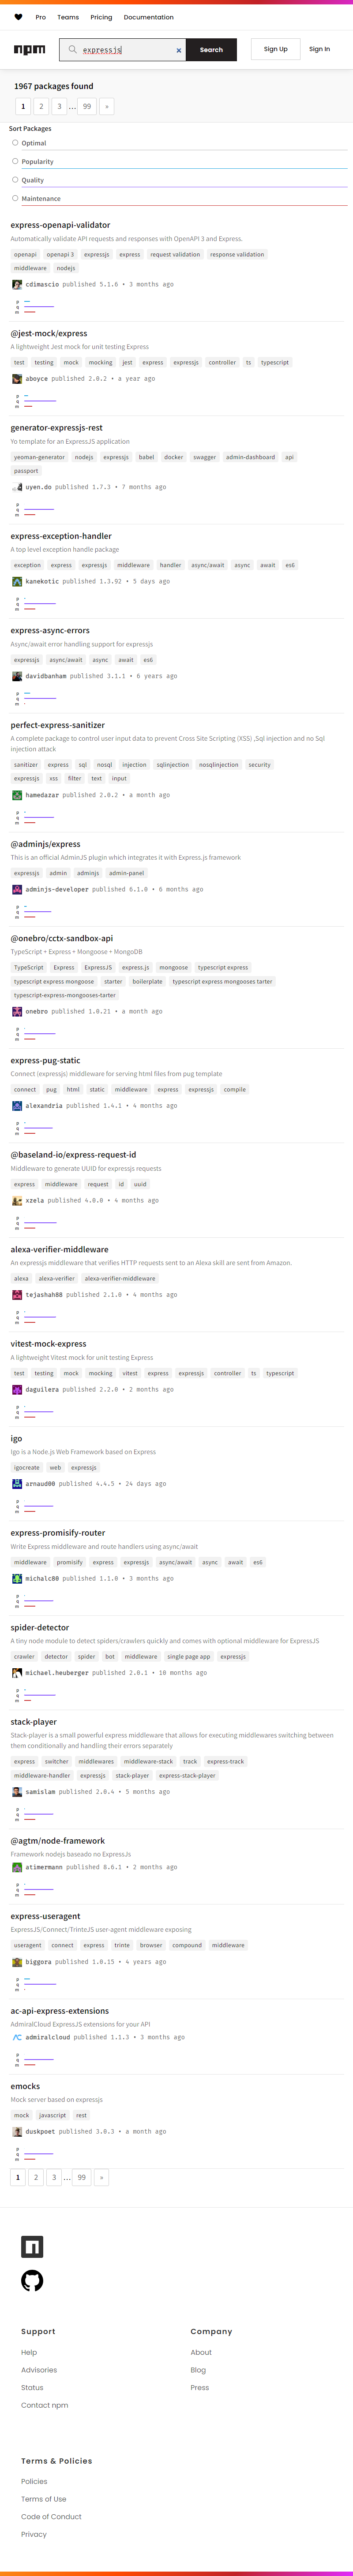 Pro Teams Pricing Documentation
npm expressjs × Search Sign Up Sign In
1967 packages found
1 2 3 ... 99 »
Sort Packages
Optimal
Popularity
Quality
Maintenance
express-openapi-validator
Automatically validate API requests and responses with OpenAPI 3 and Express.
openapi openapi 3 expressjs express request validation response validation
middleware nodejs
cdimascio published 5.1.6 • 3 months ago
p
q
m
@jest-mock/express
A lightweight Jest mock for unit testing Express
test testing mock mocking jest express expressjs controller ts typescript
aboyce published 2.0.2 • a year ago
p
q
m
generator-expressjs-rest
Yo template for an ExpressJS application
yeoman-generator nodejs expressjs babel docker swagger admin-dashboard api
passport
uyen.do published 1.7.3 • 7 months ago
p
q
m
express-exception-handler
A top level exception handle package
exception express expressjs middleware handler async/await async await es6
kanekotic published 1.3.92 • 5 days ago
p
q
m
express-async-errors
Async/await error handling support for expressjs
expressjs async/await async await es6
davidbanham published 3.1.1 • 6 years ago
p
q
m
perfect-express-sanitizer
A complete package to control user input data to prevent Cross Site Scripting (XSS) ,Sql injection and no Sql
injection attack
sanitizer express sql nosql injection sqlinjection nosqlinjection security
expressjs xss filter text input
hamedazar published 2.0.2 • a month ago
p
q
m
@adminjs/express
This is an official AdminJS plugin which integrates it with Express.js framework
expressjs admin adminjs admin-panel
adminjs-developer published 6.1.0 • 6 months ago
p
q
m
@onebro/cctx-sandbox-api
TypeScript + Express + Mongoose + MongoDB
TypeScript Express ExpressJS express.js mongoose typescript express
typescript express mongoose starter boilerplate typescript express mongooses tarter
typescript-express-mongooses-tarter
onebro published 1.0.21 • a month ago
p
q
m
express-pug-static
Connect (expressjs) middleware for serving html files from pug template
connect pug html static middleware express expressjs compile
alexandria published 1.4.1 • 4 months ago
p
q
m
@baseland-io/express-request-id
Middleware to generate UUID for expressjs requests
express middleware request id uuid
xzela published 4.0.0 • 4 months ago
p
q
m
alexa-verifier-middleware
An expressjs middleware that verifies HTTP requests sent to an Alexa skill are sent from Amazon.
alexa alexa-verifier alexa-verifier-middleware
tejashah88 published 2.1.0 • 4 months ago
p
q
m
vitest-mock-express
A lightweight Vitest mock for unit testing Express
test testing mock mocking vitest express expressjs controller ts typescript
daguilera published 2.2.0 • 2 months ago
p
q
m
igo
Igo is a Node.js Web Framework based on Express
igocreate web expressjs
arnaud00 published 4.4.5 • 24 days ago
p
q
m
express-promisify-router
Write Express middleware and route handlers using async/await
middleware promisify express expressjs async/await async await es6
michalc80 published 1.1.0 • 3 months ago
p
q
m
spider-detector
A tiny node module to detect spiders/crawlers quickly and comes with optional middleware for ExpressJS
crawler detector spider bot middleware single page app expressjs
michael.heuberger published 2.0.1 • 10 months ago
p
q
m
stack-player
Stack-player is a small powerful express middleware that allows for executing middlewares switching between
them conditionally and handling their errors separately
express switcher middlewares middleware-stack track express-track
middleware-handler expressjs stack-player express-stack-player
samislam published 2.0.4 • 5 months ago
p
q
m
@agtm/node-framework
Framework nodejs baseado no ExpressJs
atimermann published 8.6.1 • 2 months ago
p
q
m
express-useragent
ExpressJS/Connect/TrinteJS user-agent middleware exposing
useragent connect express trinte browser compound middleware
biggora published 1.0.15 • 4 years ago
p
q
m
ac-api-express-extensions
AdmiralCloud ExpressJS extensions for your API
admiralcloud published 1.1.3 • 3 months ago
p
q
m
emocks
Mock server based on expressjs
mock javascript rest
duskpoet published 3.0.3 • a month ago
p
q
m
1 2 3 ... 99 »
Support Company
Help About
Advisories Blog
Status Press
Contact npm
Terms & Policies
Policies
Terms of Use
Code of Conduct
Privacy